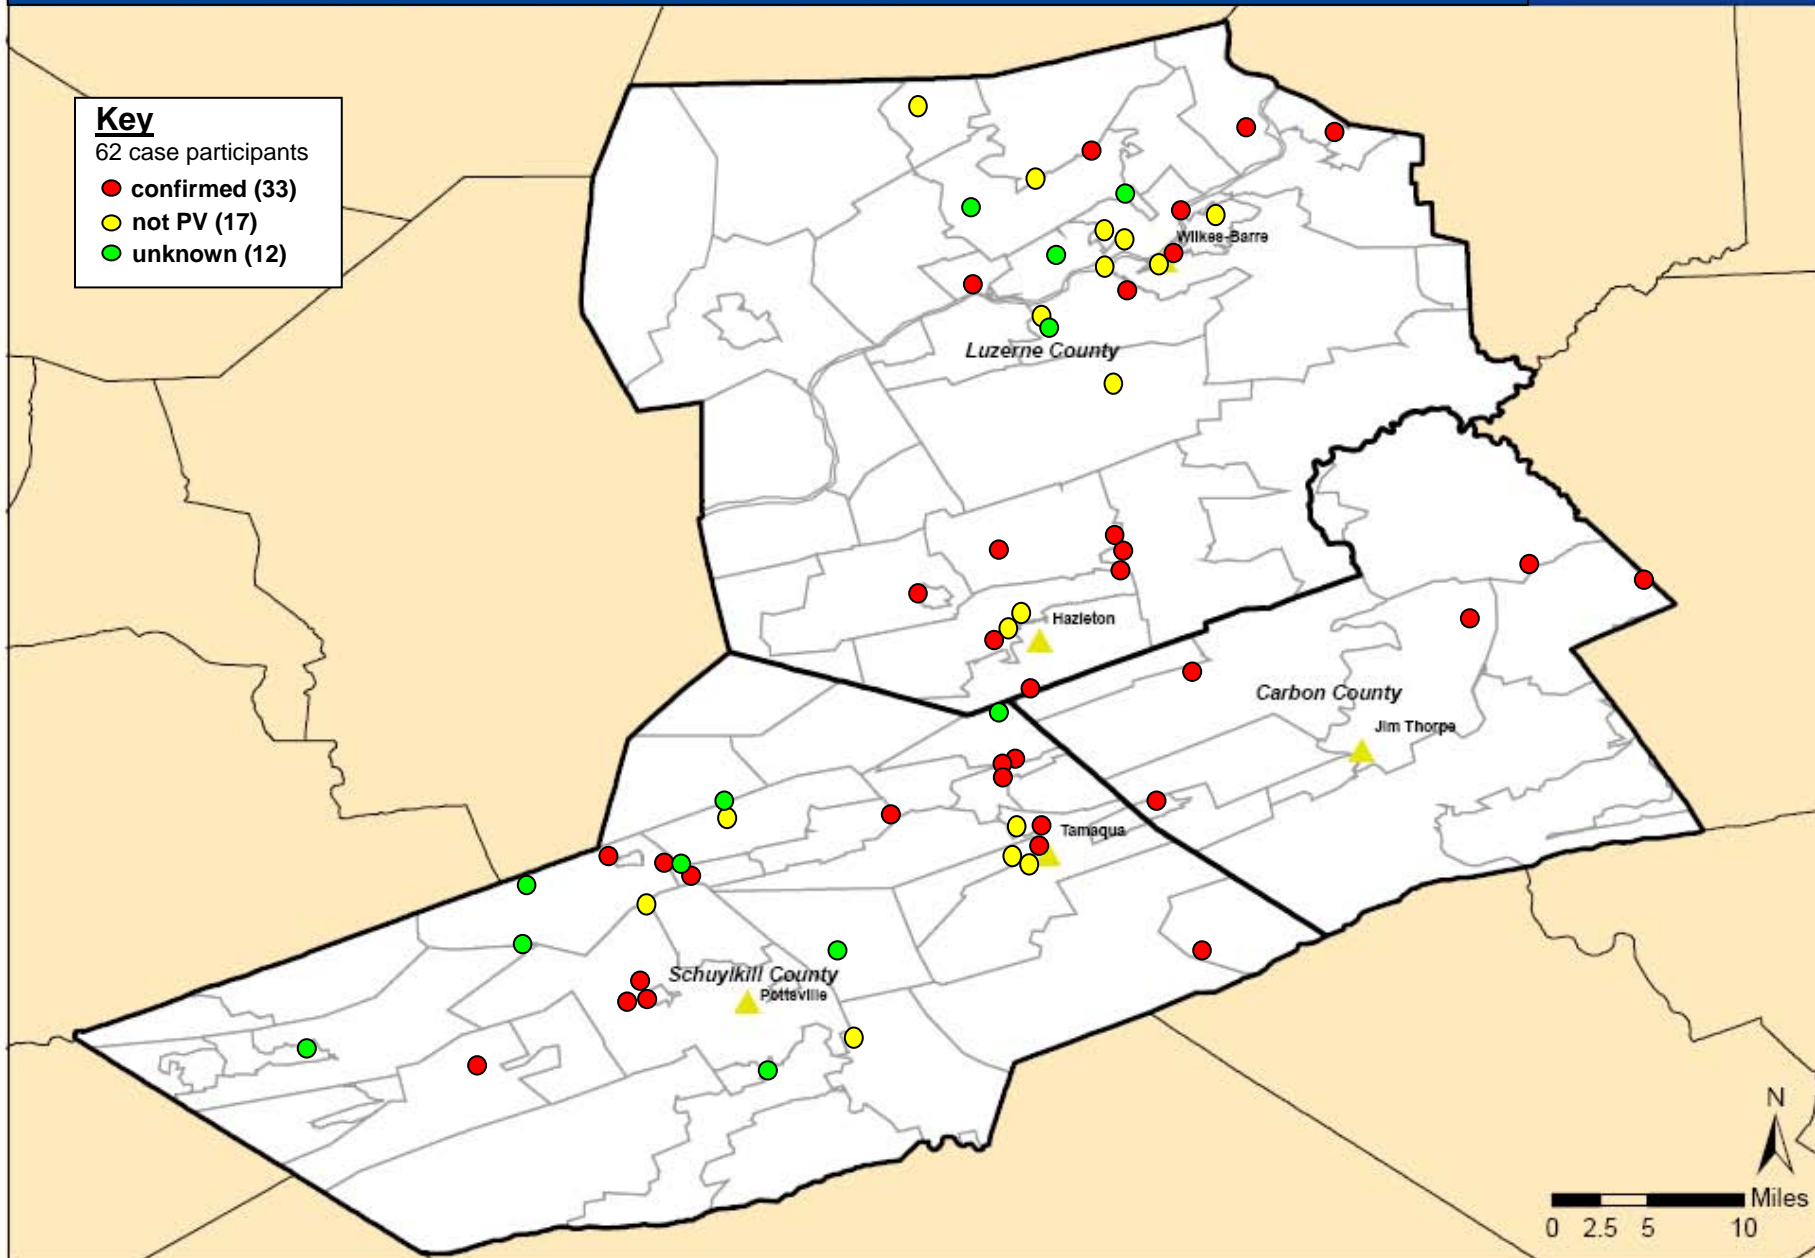 Key
62 case participants
confirmed (33)
not PV (17)
unknown (12)
Wilkes-Barre
Luzerne County
Hazleton
Carbon County
Jim Thorpe
Tamaqua
Schuylkill County
Pottsville
N
Miles
0 2.5 5 10